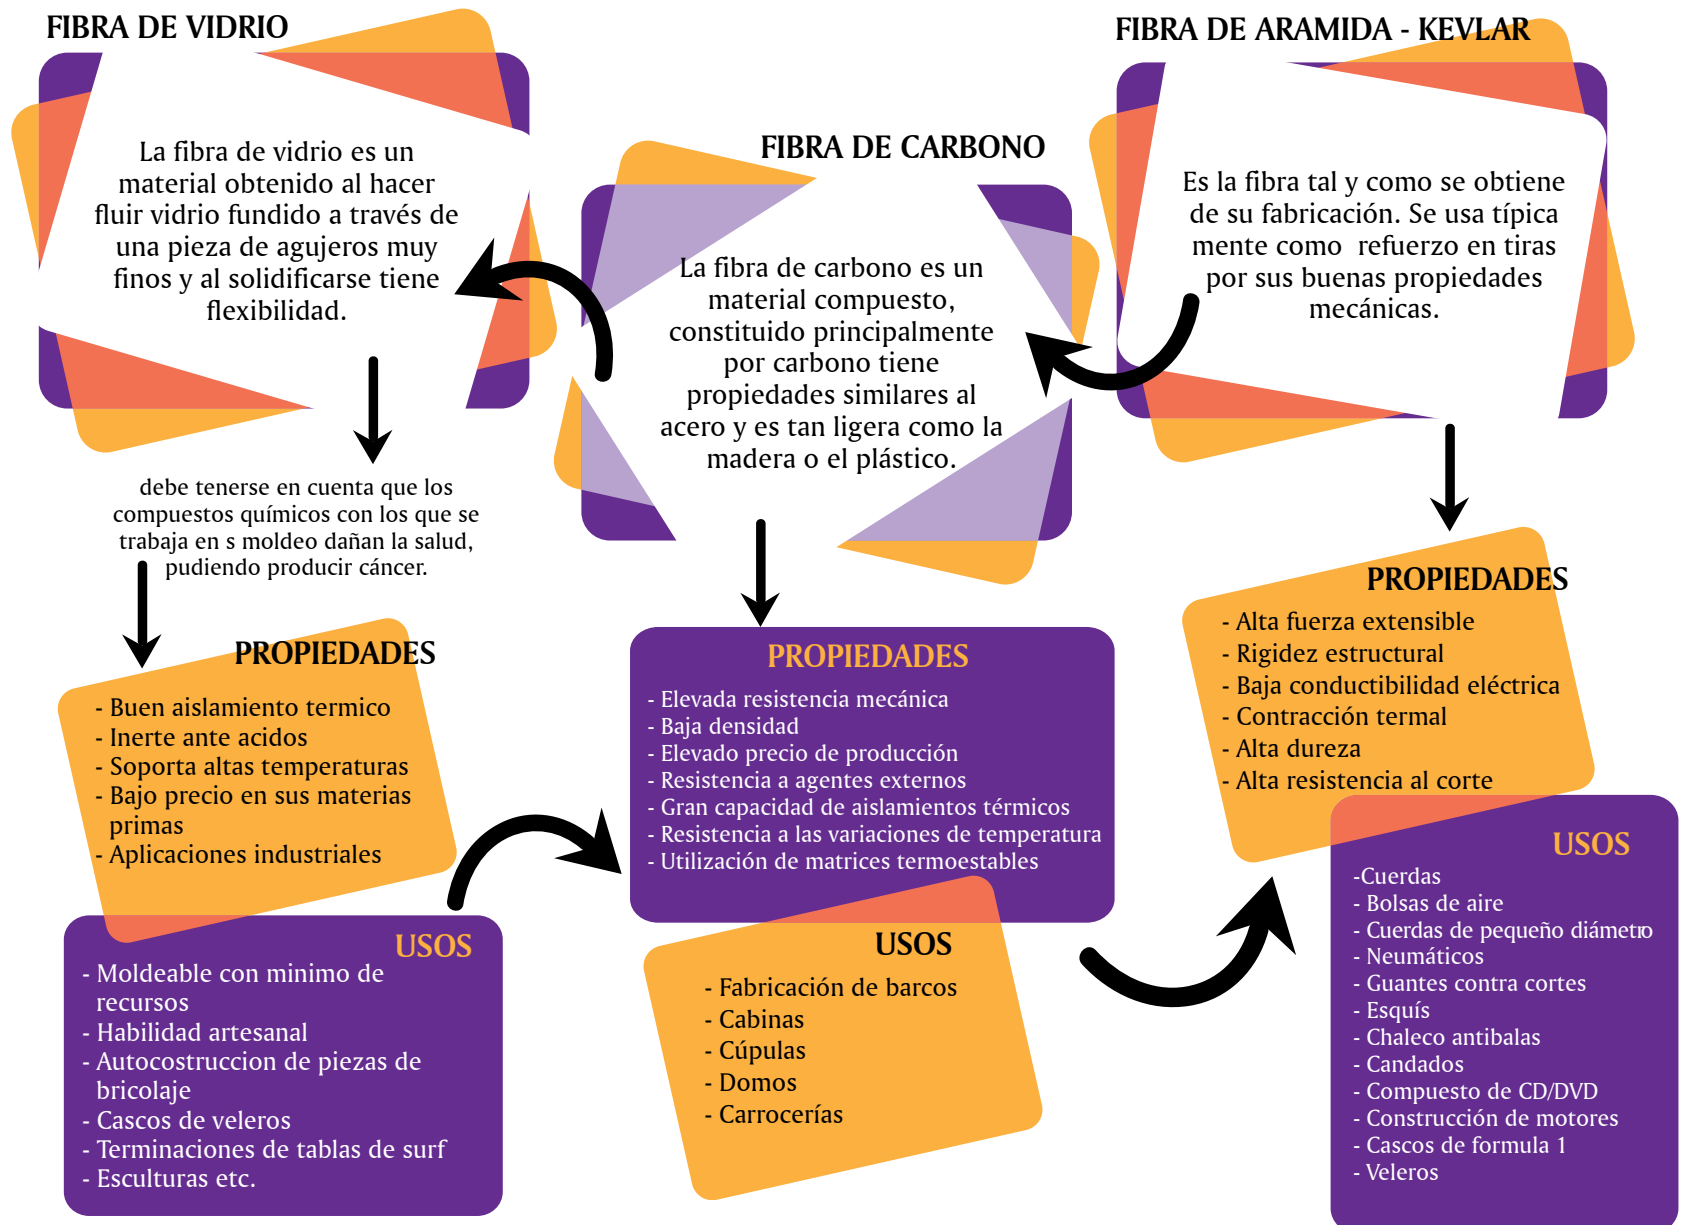 FIBRA DE VIDRIO
La fibra de vidrio es un
material obtenido al hacer
fluir vidrio fundido a través de
una pieza de agujeros muy
finos y al solidificarse tiene
flexibilidad.
debe tenerse en cuenta que los
compuestos químicos con los que se
trabaja en s moldeo dañan la salud,
pudiendo producir cáncer.
PROPIEDADES
- Buen aislamiento termico
- Inerte ante acidos
- Soporta altas temperaturas
- Bajo precio en sus materias
primas
- Aplicaciones industriales
USOS
- Moldeable con minimo de
recursos
- Habilidad artesanal
- Autocostruccion de piezas de
bricolaje
- Cascos de veleros
- Terminaciones de tablas de surf
- Esculturas etc.
FIBRA DE CARBONO
La fibra de carbono es un
material compuesto,
constituido principalmente
por carbono tiene
propiedades similares al
acero y es tan ligera como la
madera o el plástico.
PROPIEDADES
- Elevada resistencia mecánica
- Baja densidad
- Elevado precio de producción
- Resistencia a agentes externos
- Gran capacidad de aislamientos térmicos
- Resistencia a las variaciones de temperatura
- Utilización de matrices termoestables
USOS
- Fabricación de barcos
- Cabinas
- Cúpulas
- Domos
- Carrocerías
FIBRA DE ARAMIDA - KEVLAR
Es la fibra tal y como se obtiene
de su fabricación. Se usa típica
mente como  refuerzo en tiras
por sus buenas propiedades
mecánicas.
PROPIEDADES
- Alta fuerza extensible
- Rigidez estructural
- Baja conductibilidad eléctrica
- Contracción termal
- Alta dureza
- Alta resistencia al corte
USOS
-Cuerdas
- Bolsas de aire
- Cuerdas de pequeño diámetro
- Neumáticos
- Guantes contra cortes
- Esquís
- Chaleco antibalas
- Candados
- Compuesto de CD/DVD
- Construcción de motores
- Cascos de formula 1
- Veleros